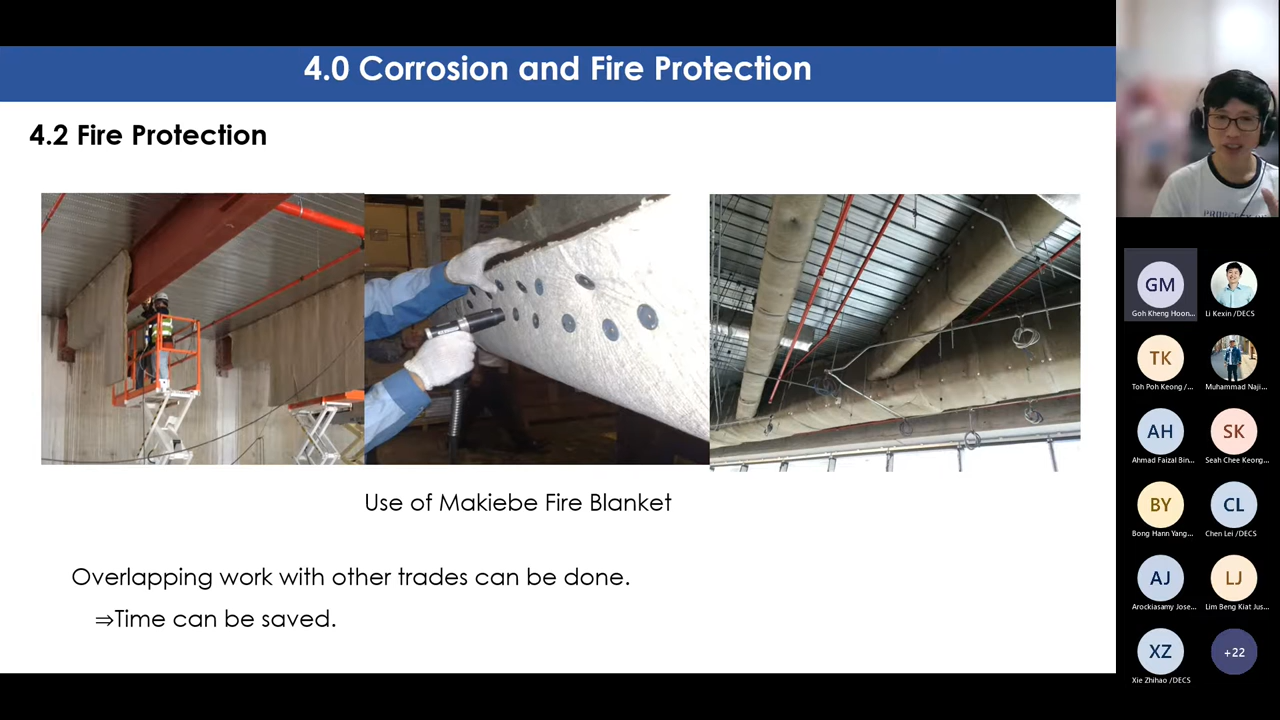 4.0 Corrosion and Fire Protection
4.2 Fire Protection
Use of Makiebe Fire Blanket
Overlapping work with other trades can be done.
⇒Time can be saved.
GM
Goh Kheng Hoon...
Li Kexin /DECS
TK
Toh Poh Keong /...
Muhammad Naji...
AH
Ahmad Faizal Bin...
SK
Seah Chee Keong...
BY
Bong Hann Yang...
CL
Chen Lei /DECS
AJ
Arockiasamy Jose...
LJ
Lim Beng Kiat Jus...
XZ
Xie Zhihao /DECS
+22